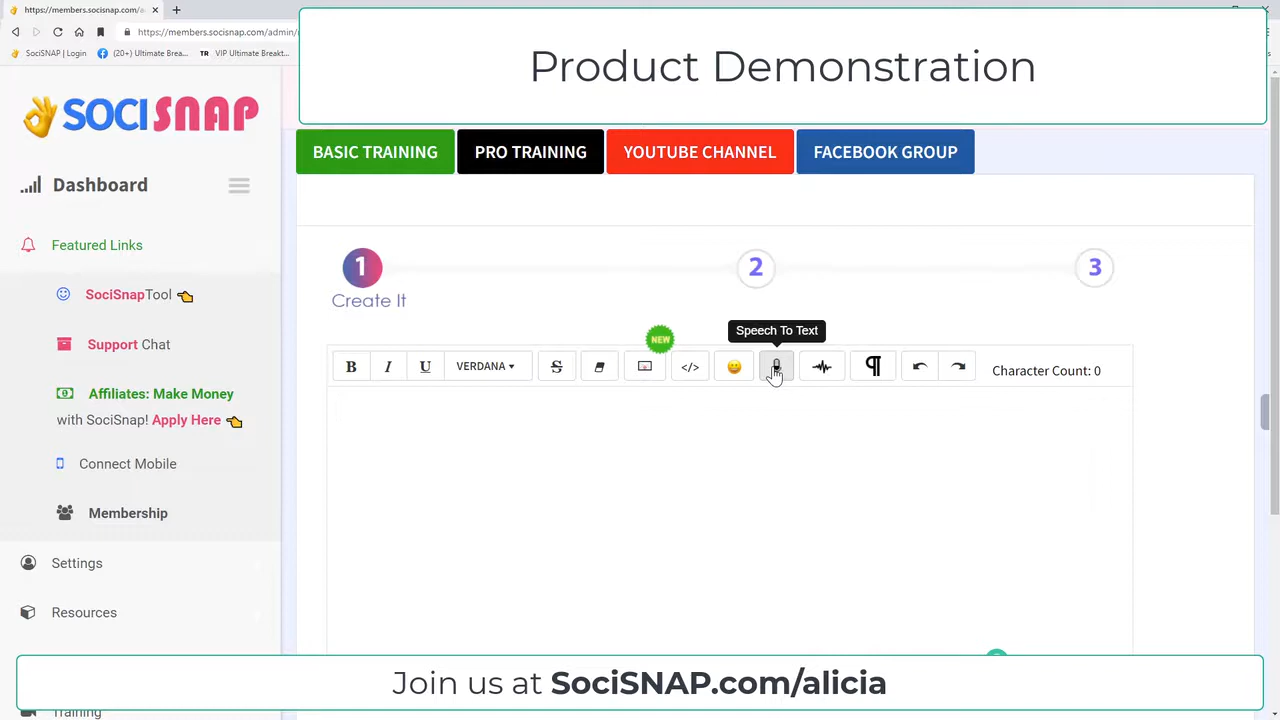 https://members.socisnap.com/e
https://members.socisnap.com/admin/
SociSNAP | Login
(20+) Ultimate Brea...
TR VIP Ultimate Breakt...
Product Demonstration
SOCISNAP
BASIC TRAINING
PRO TRAINING
YOUTUBE CHANNEL
FACEBOOK GROUP
Dashboard
Featured Links
SociSnapTool
Support Chat
Affiliates: Make Money
with SociSnap! Apply Here
Connect Mobile
Membership
Settings
Resources
Training
1
2
3
Create It
NEW
Speech To Text
B I U VERDANA S </> ¶
Character Count: 0
Join us at SociSNAP.com/alicia